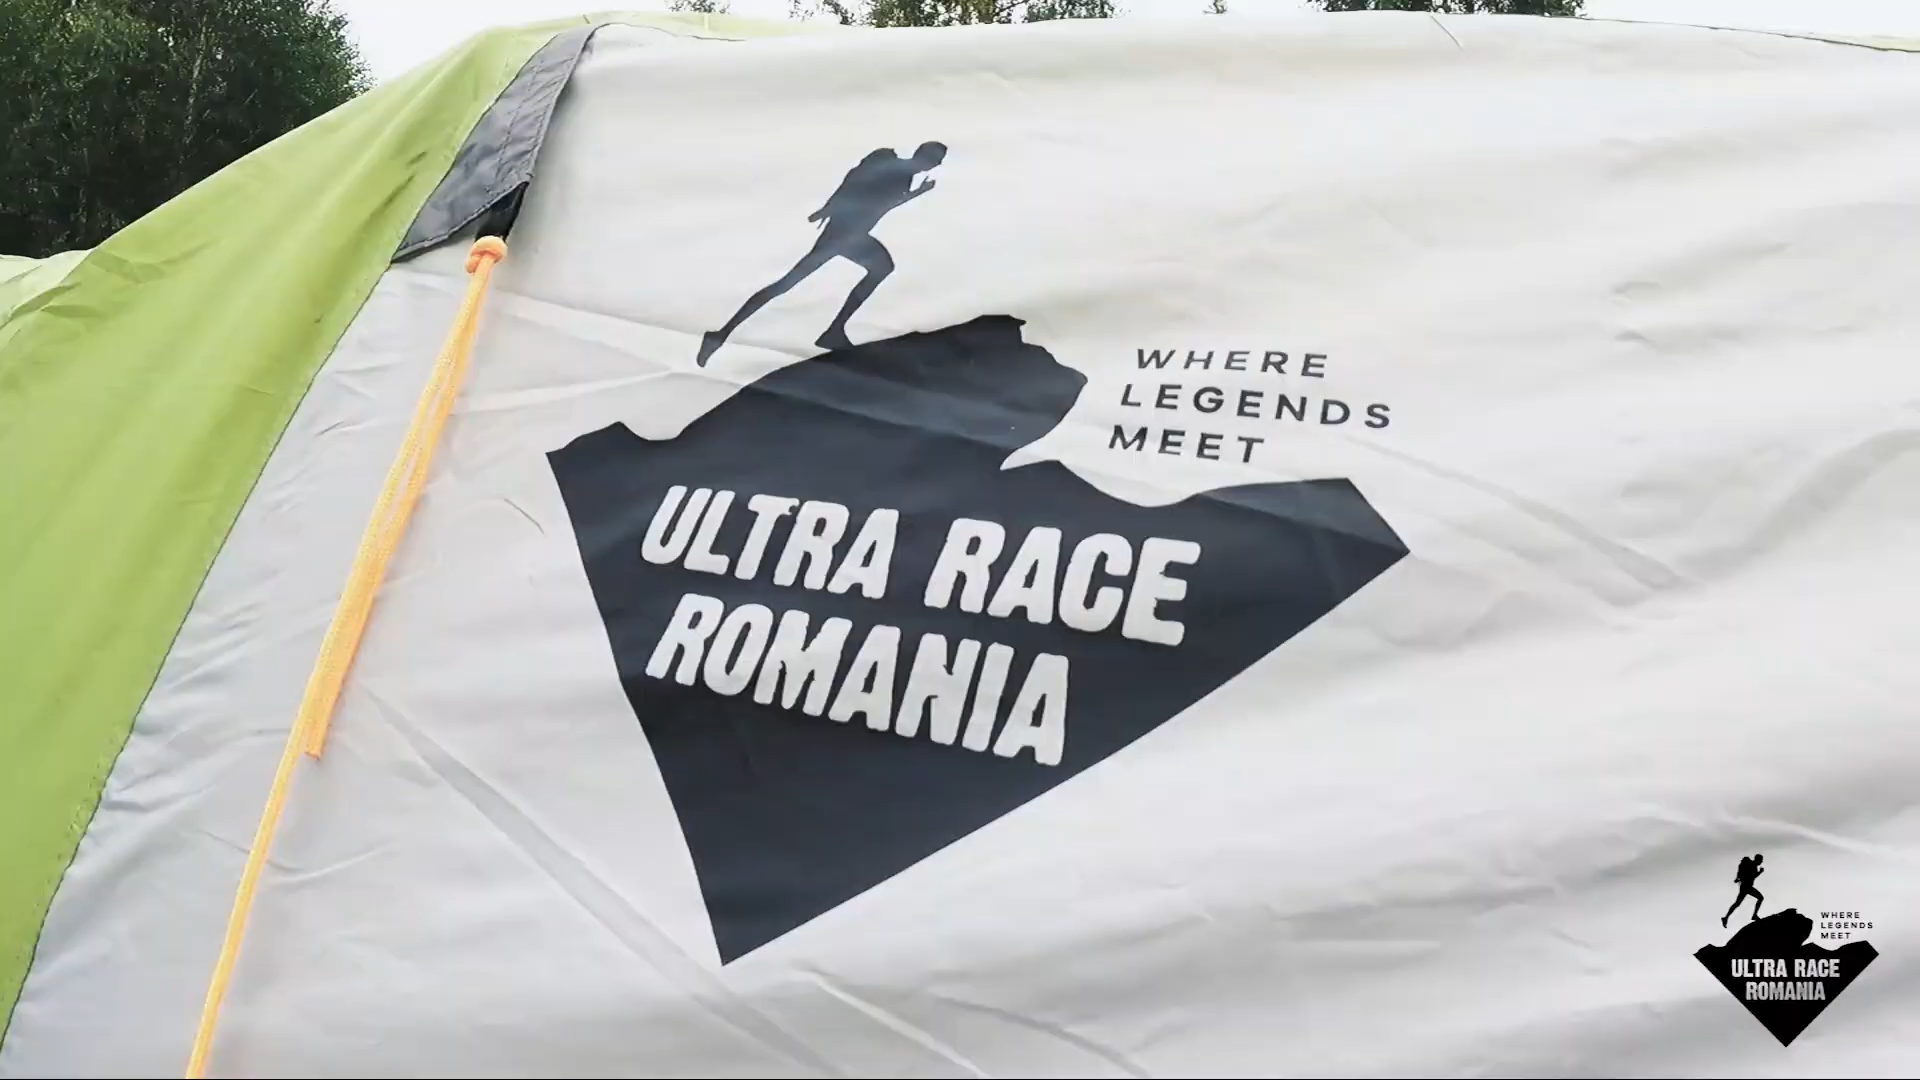 WHERE
LEGENDS
MEET
ULTRA RACE
ROMANIA
WHERE
LEGENDS
MEET
ULTRA RACE
ROMANIA